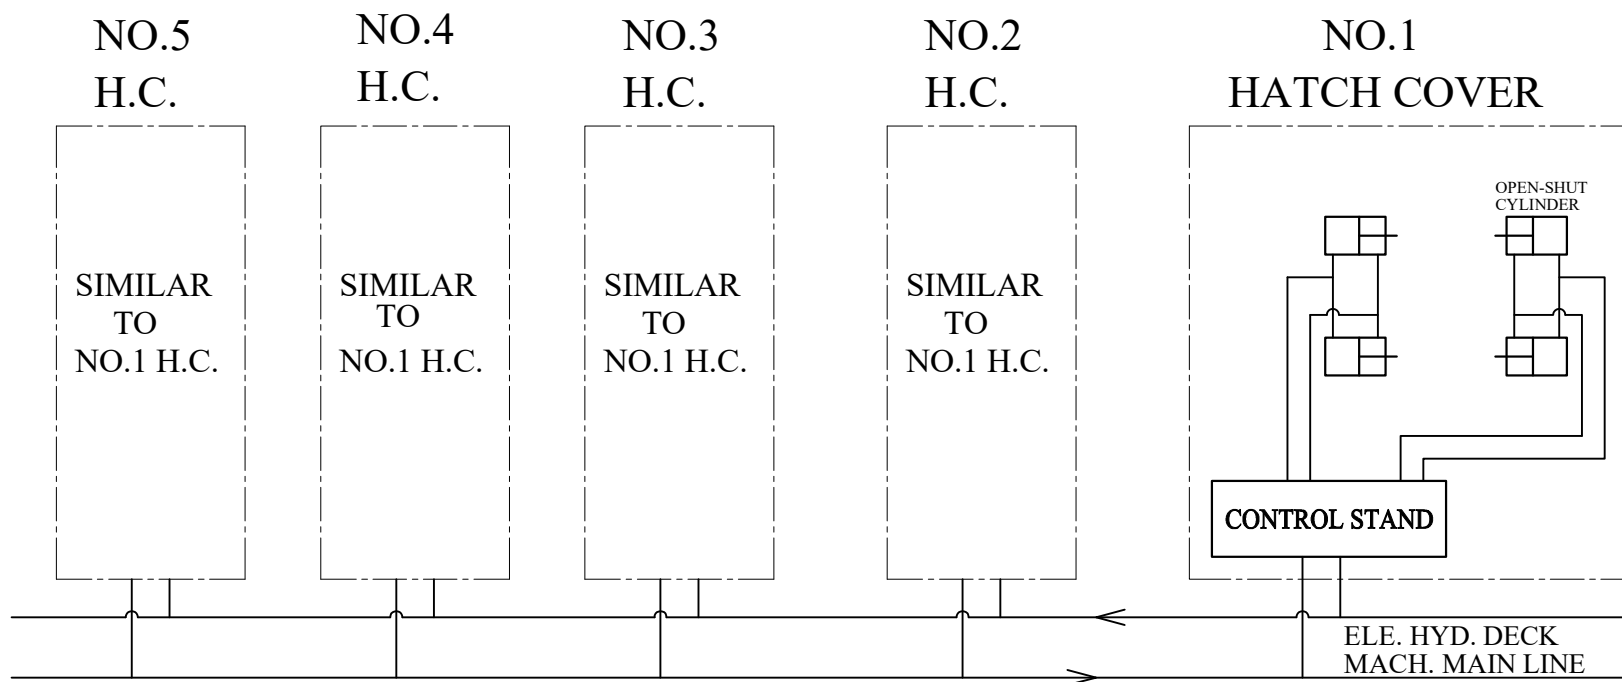 NO.5
H.C.
NO.4
H.C.
NO.3
H.C.
NO.2
H.C.
NO.1
HATCH COVER
SIMILAR
TO
NO.1 H.C.
SIMILAR
TO
NO.1 H.C.
SIMILAR
TO
NO.1 H.C.
SIMILAR
TO
NO.1 H.C.
OPEN-SHUT
CYLINDER
CONTROL STAND
ELE. HYD. DECK
MACH. MAIN LINE